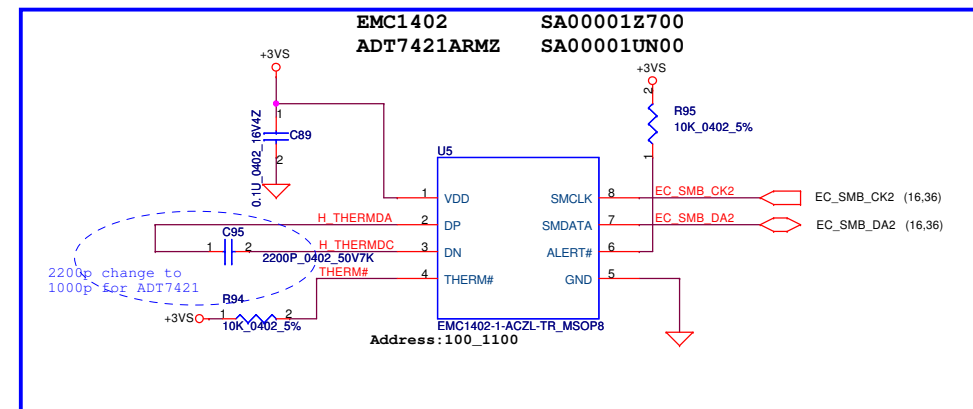 EMC1402 SA00001Z700
ADT7421ARMZ SA00001UN00
+3VS
+3VS
2
R95
10K_0402_5%
1
1
C89
2
0.1U_0402_16V4Z
U5
1 VDD SMCLK 8 EC_SMB_CK2 EC_SMB_CK2 (16,36)
H_THERMDA 2 DP SMDATA 7 EC_SMB_DA2 EC_SMB_DA2 (16,36)
C95
1 2 H_THERMDC 3 DN ALERT# 6
2200P_0402_50V7K
THERM# 4 THERM# GND 5
2200p change to
1000p for ADT7421
R94
+3VS 1 2
10K_0402_5%
EMC1402-1-ACZL-TR_MSOP8
Address:100_1100